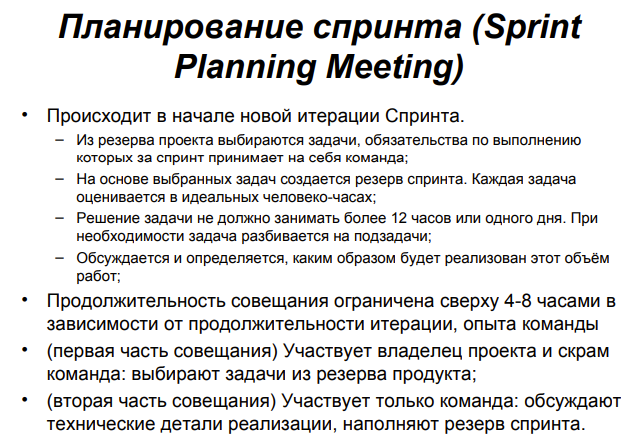 Планирование спринта (Sprint
Planning Meeting)
• Происходит в начале новой итерации Спринта.
– Из резерва проекта выбираются задачи, обязательства по выполнению
которых за спринт принимает на себя команда;
– На основе выбранных задач создается резерв спринта. Каждая задача
оценивается в идеальных человеко-часах;
– Решение задачи не должно занимать более 12 часов или одного дня. При
необходимости задача разбивается на подзадачи;
– Обсуждается и определяется, каким образом будет реализован этот объём
работ;
• Продолжительность совещания ограничена сверху 4-8 часами в
зависимости от продолжительности итерации, опыта команды
• (первая часть совещания) Участвует владелец проекта и скрам
команда: выбирают задачи из резерва продукта;
• (вторая часть совещания) Участвует только команда: обсуждают
технические детали реализации, наполняют резерв спринта.